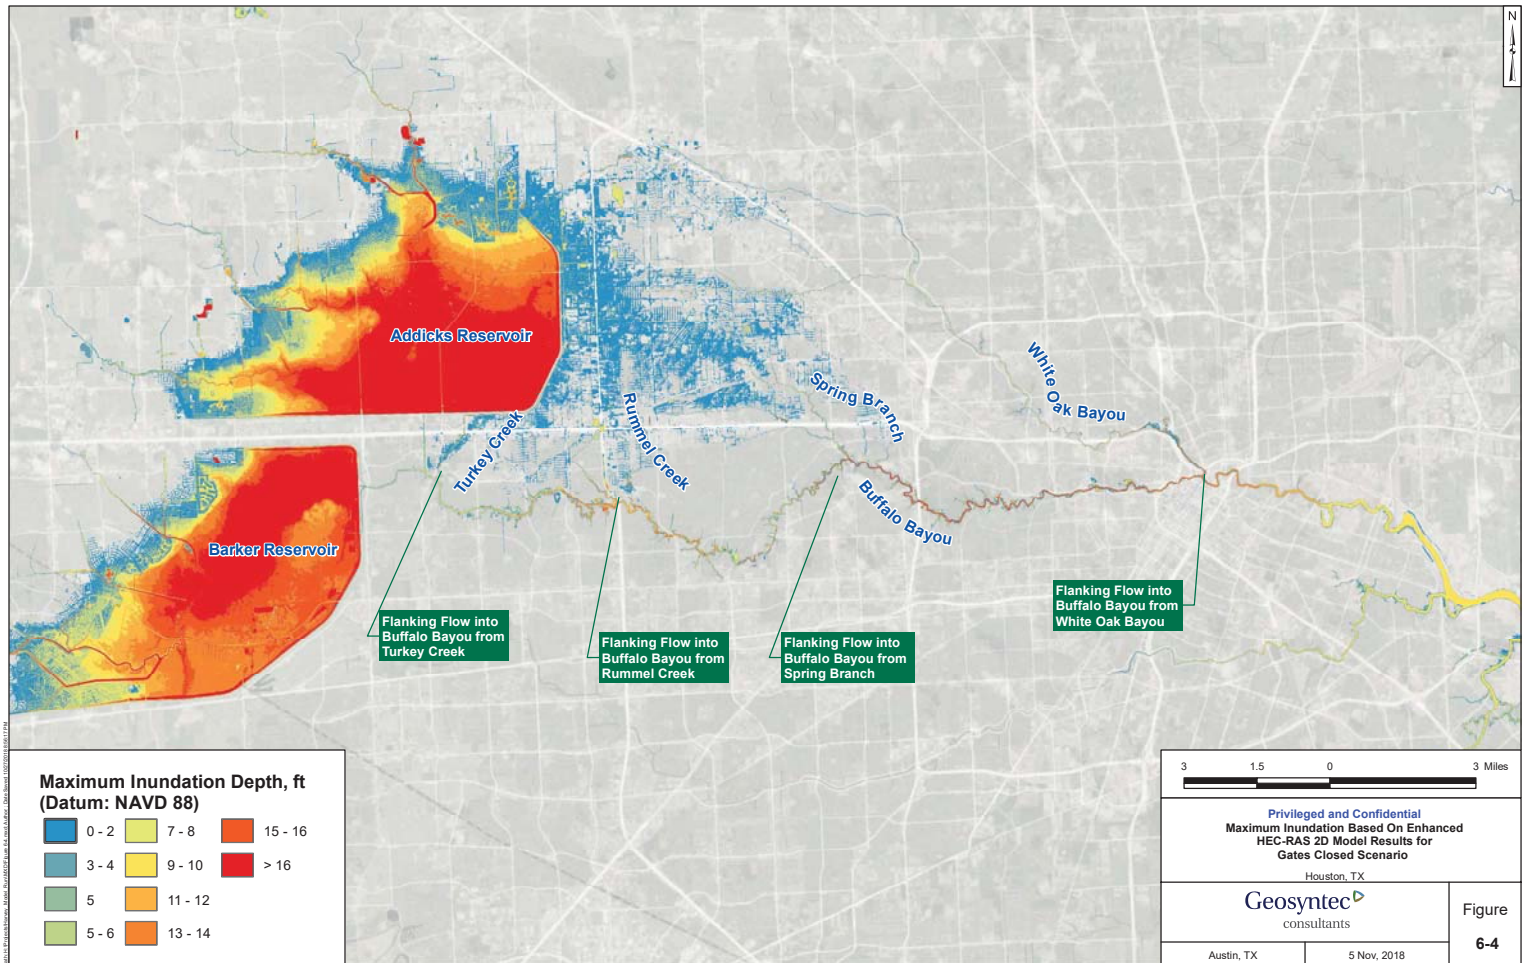 N
Addicks Reservoir
White Oak Bayou
Spring Branch
Turkey Creek
Rummel Creek
Buffalo Bayou
Barker Reservoir
Flanking Flow into
Buffalo Bayou from
Turkey Creek
Flanking Flow into
Buffalo Bayou from
Rummel Creek
Flanking Flow into
Buffalo Bayou from
Spring Branch
Flanking Flow into
Buffalo Bayou from
White Oak Bayou
Maximum Inundation Depth, ft
(Datum: NAVD 88)
0 - 2
3 - 4
5
5 - 6
7 - 8
9 - 10
11 - 12
13 - 14
15 - 16
> 16
3 1.5 0 3 Miles
Privileged and Confidential
Maximum Inundation Based On Enhanced
HEC-RAS 2D Model Results for
Gates Closed Scenario
Houston, TX
Geosyntec
consultants
Austin, TX
5 Nov, 2018
Figure
6-4